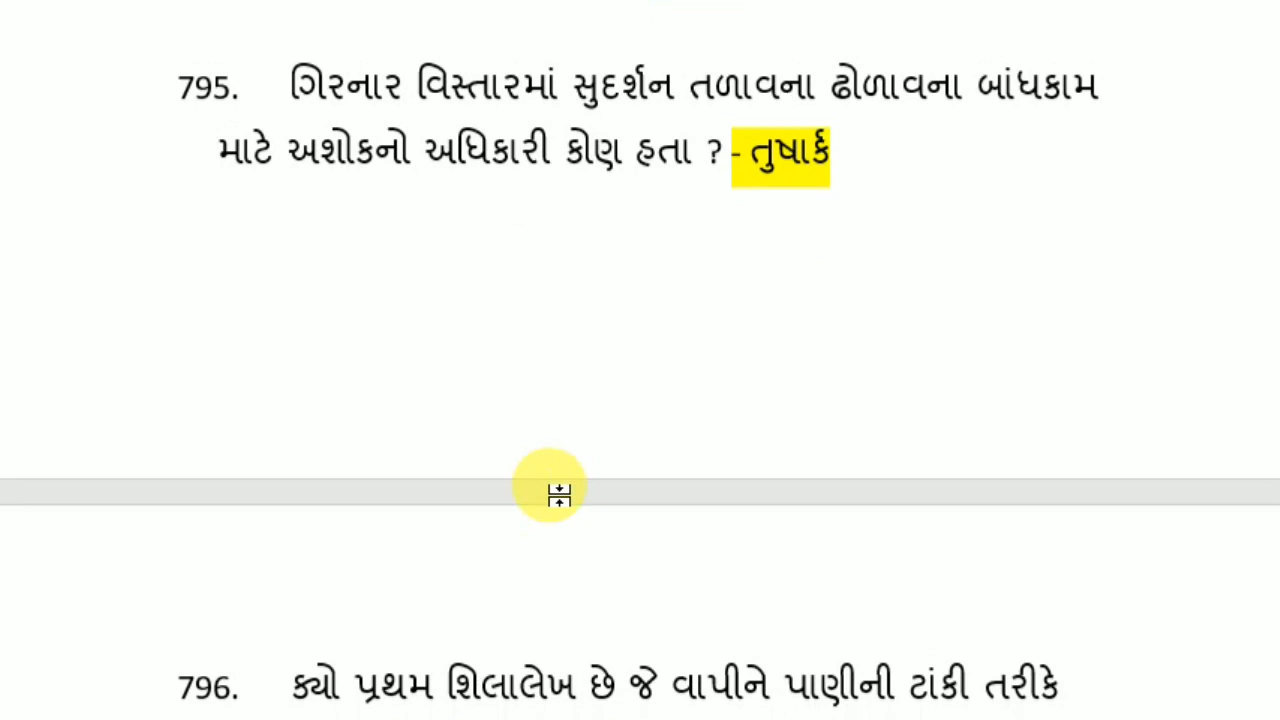 795. ગિરનાર વિસ્તારમાં સુદર્શન તળાવના ઢોળાવના બાંધકામ
માટે અશોકનો અધિકારી કોણ હતા ? - તુષાર્ક
796. ક્યો પ્રથમ શિલાલેખ છે જે વાપીને પાણીની ટાંકી તરીકે